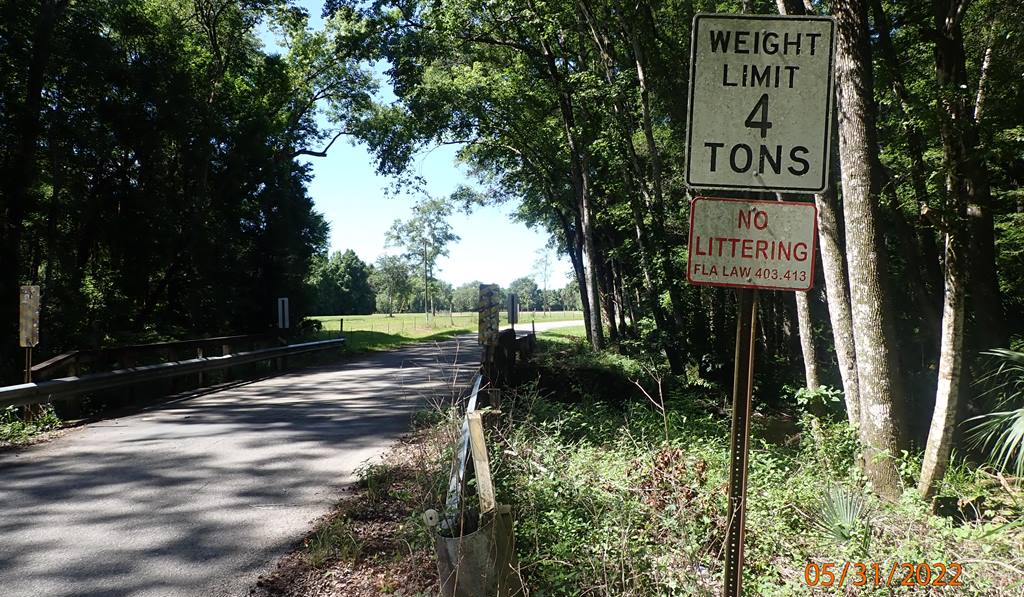 WEIGHT
LIMIT
4
TONS
NO
LITTERING
FLA LAW 403.413
05/31/2022